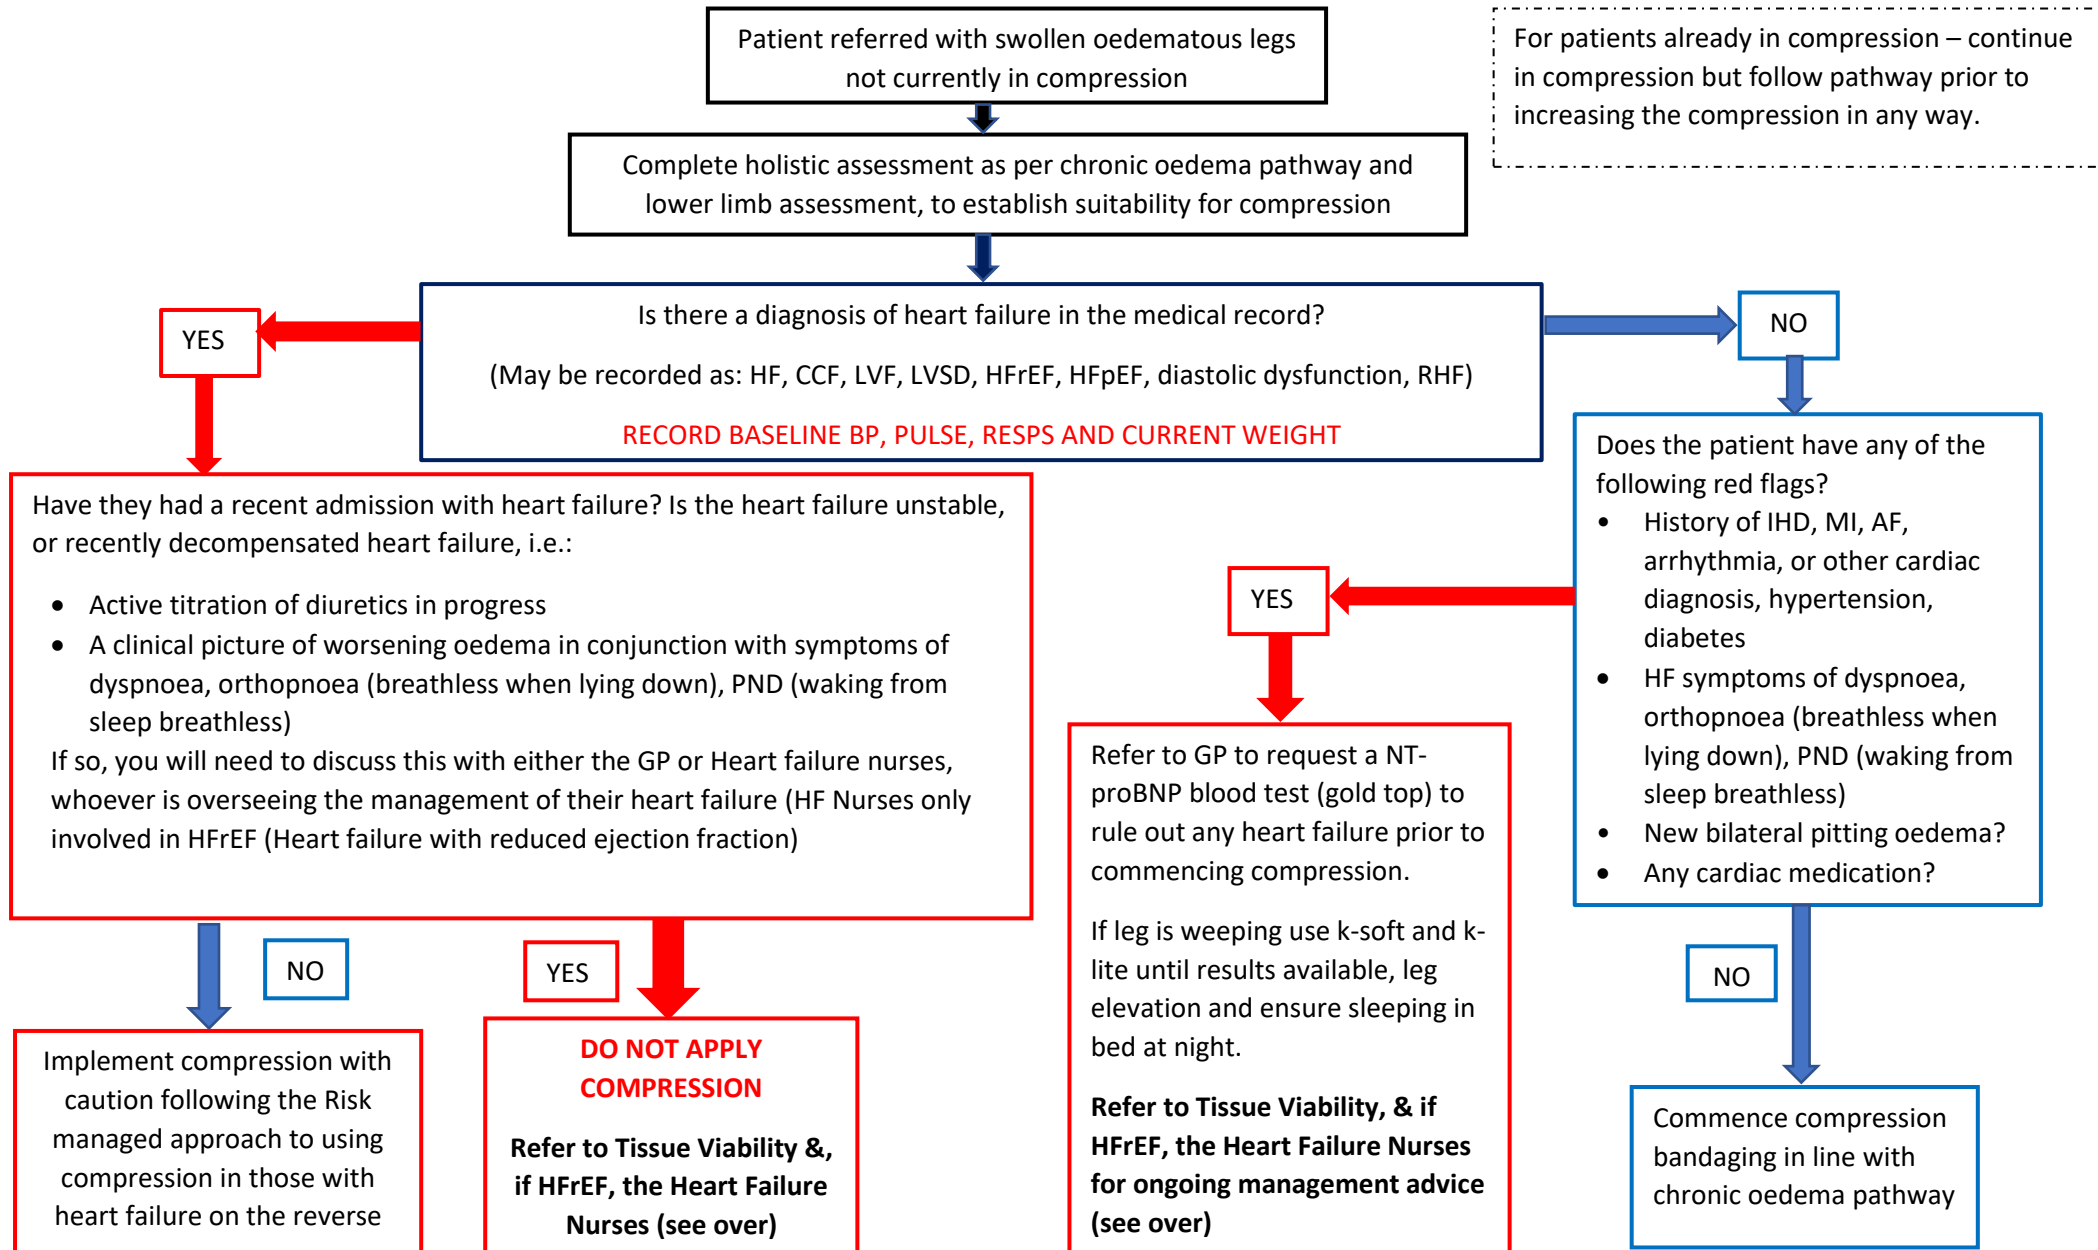 Patient referred with swollen oedematous legs
not currently in compression
For patients already in compression – continue
in compression but follow pathway prior to
increasing the compression in any way.
Complete holistic assessment as per chronic oedema pathway and
lower limb assessment, to establish suitability for compression
Is there a diagnosis of heart failure in the medical record?
(May be recorded as: HF, CCF, LVF, LVSD, HFrEF, HFpEF, diastolic dysfunction, RHF)
RECORD BASELINE BP, PULSE, RESPS AND CURRENT WEIGHT
YES
NO
Have they had a recent admission with heart failure? Is the heart failure unstable,
or recently decompensated heart failure, i.e.:
• Active titration of diuretics in progress
• A clinical picture of worsening oedema in conjunction with symptoms of
dyspnoea, orthopnoea (breathless when lying down), PND (waking from
sleep breathless)
If so, you will need to discuss this with either the GP or Heart failure nurses,
whoever is overseeing the management of their heart failure (HF Nurses only
involved in HFrEF (Heart failure with reduced ejection fraction)
Does the patient have any of the
following red flags?
• History of IHD, MI, AF,
arrhythmia, or other cardiac
diagnosis, hypertension,
diabetes
• HF symptoms of dyspnoea,
orthopnoea (breathless when
lying down), PND (waking from
sleep breathless)
• New bilateral pitting oedema?
• Any cardiac medication?
YES
Refer to GP to request a NT-
proBNP blood test (gold top) to
rule out any heart failure prior to
commencing compression.
If leg is weeping use k-soft and k-
lite until results available, leg
elevation and ensure sleeping in
bed at night.
Refer to Tissue Viability, & if
HFrEF, the Heart Failure Nurses
for ongoing management advice
(see over)
NO
YES
NO
Implement compression with
caution following the Risk
managed approach to using
compression in those with
heart failure on the reverse
DO NOT APPLY
COMPRESSION
Refer to Tissue Viability &,
if HFrEF, the Heart Failure
Nurses (see over)
Commence compression
bandaging in line with
chronic oedema pathway